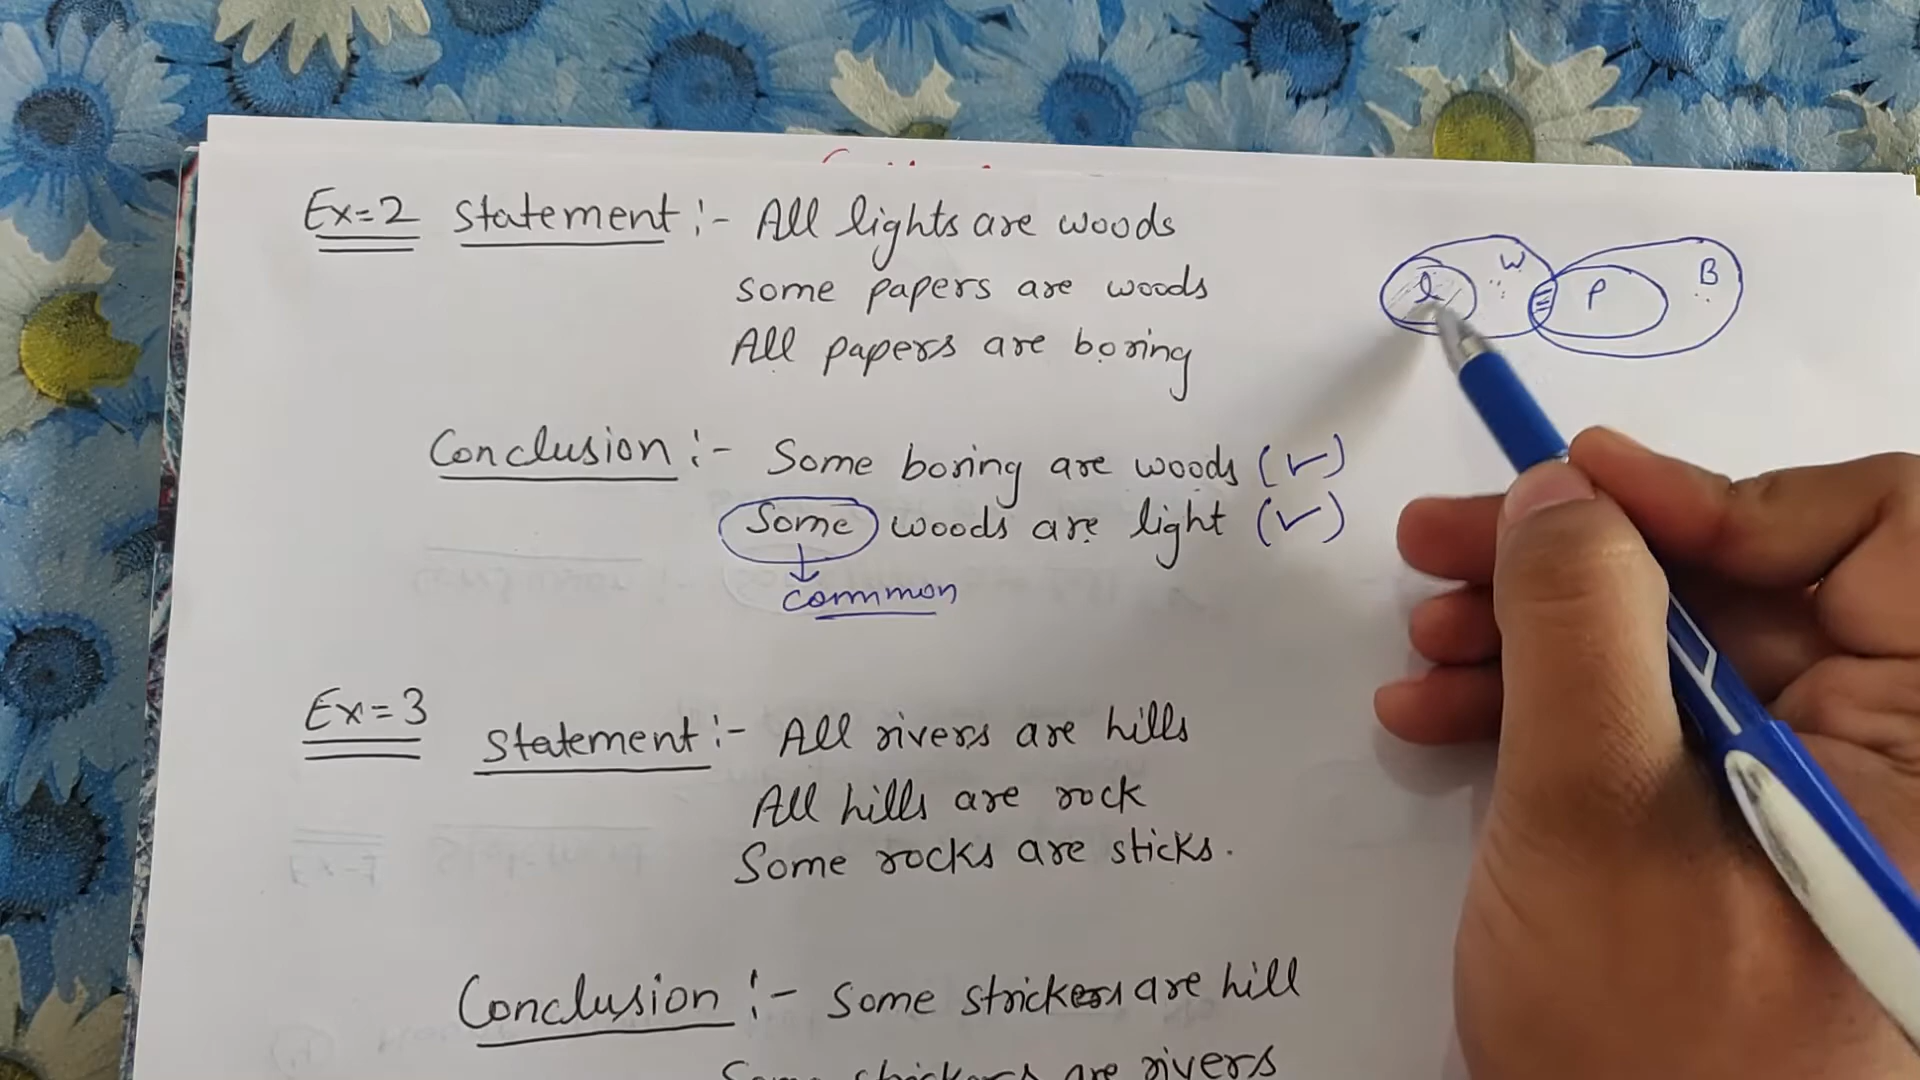 Ex=2 Statement :- All lights are woods
l W P B
some papers are woods
All papers are boring
Conclusion :- Some boring are woods (✓)
Some woods are light (✓)
common
Ex=3
Statement :- All rivers are hills
All hills are rock
Some rocks are sticks.
Conclusion :- Some strickers are hill
are rivers